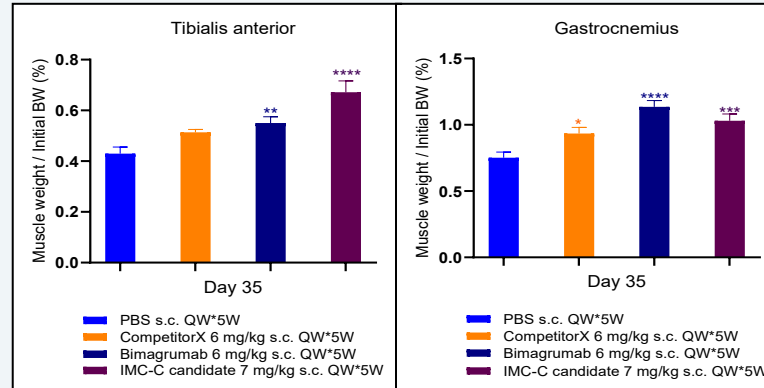 Tibialis anterior
Muscle weight / Initial BW (%)
0.8
0.6
0.4
0.2
0.0
**
****
Day 35
PBS s.c. QW*5W
CompetitorX 6 mg/kg s.c. QW*5W
Bimagrumab 6 mg/kg s.c. QW*5W
IMC-C candidate 7 mg/kg s.c. QW*5W
Gastrocnemius
Muscle weight / Initial BW (%)
1.5
1.0
0.5
0.0
*
****
***
Day 35
PBS s.c. QW*5W
CompetitorX 6 mg/kg s.c. QW*5W
Bimagrumab 6 mg/kg s.c. QW*5W
IMC-C candidate 7 mg/kg s.c. QW*5W